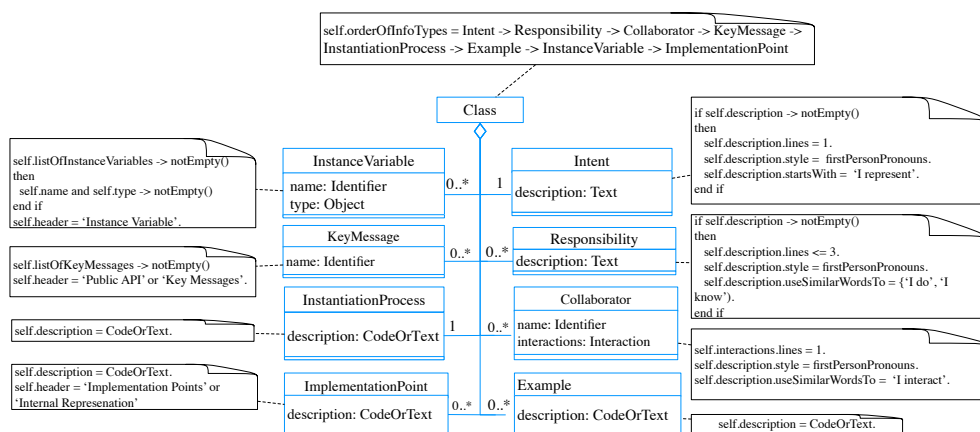 self.orderOfInfoTypes = Intent -> Responsibility -> Collaborator -> KeyMessage ->
InstantiationProcess -> Example -> InstanceVariable -> ImplementationPoint
Class
self.listOfInstanceVariables -> notEmpty()
then
self.name and self.type -> notEmpty()
end if
self.header = ‘Instance Variable’.
InstanceVariable
name: Identifier
type: Object
0..*
1
Intent
description: Text
if self.description -> notEmpty()
then
self.description.lines = 1.
self.description.style = firstPersonPronouns.
self.description.startsWith = ‘I represent’.
end if
self.listOfKeyMessages -> notEmpty()
self.header = ‘Public API’ or ‘Key Messages’.
KeyMessage
name: Identifier
0..*
0..*
Responsibility
description: Text
if self.description -> notEmpty()
then
self.description.lines <= 3.
self.description.style = firstPersonPronouns.
self.description.useSimilarWordsTo = {‘I do’, ‘I
know’).
end if
self.description = CodeOrText.
InstantiationProcess
description: CodeOrText
1
0..*
Collaborator
name: Identifier
interactions: Interaction
self.interactions.lines = 1.
self.description.style = firstPersonPronouns.
self.description.useSimilarWordsTo = ‘I interact’.
self.description = CodeOrText.
self.header = ‘Implementation Points’ or
‘Internal Represenation’
ImplementationPoint
description: CodeOrText
0..*
0..*
Example
description: CodeOrText
self.description = CodeOrText.